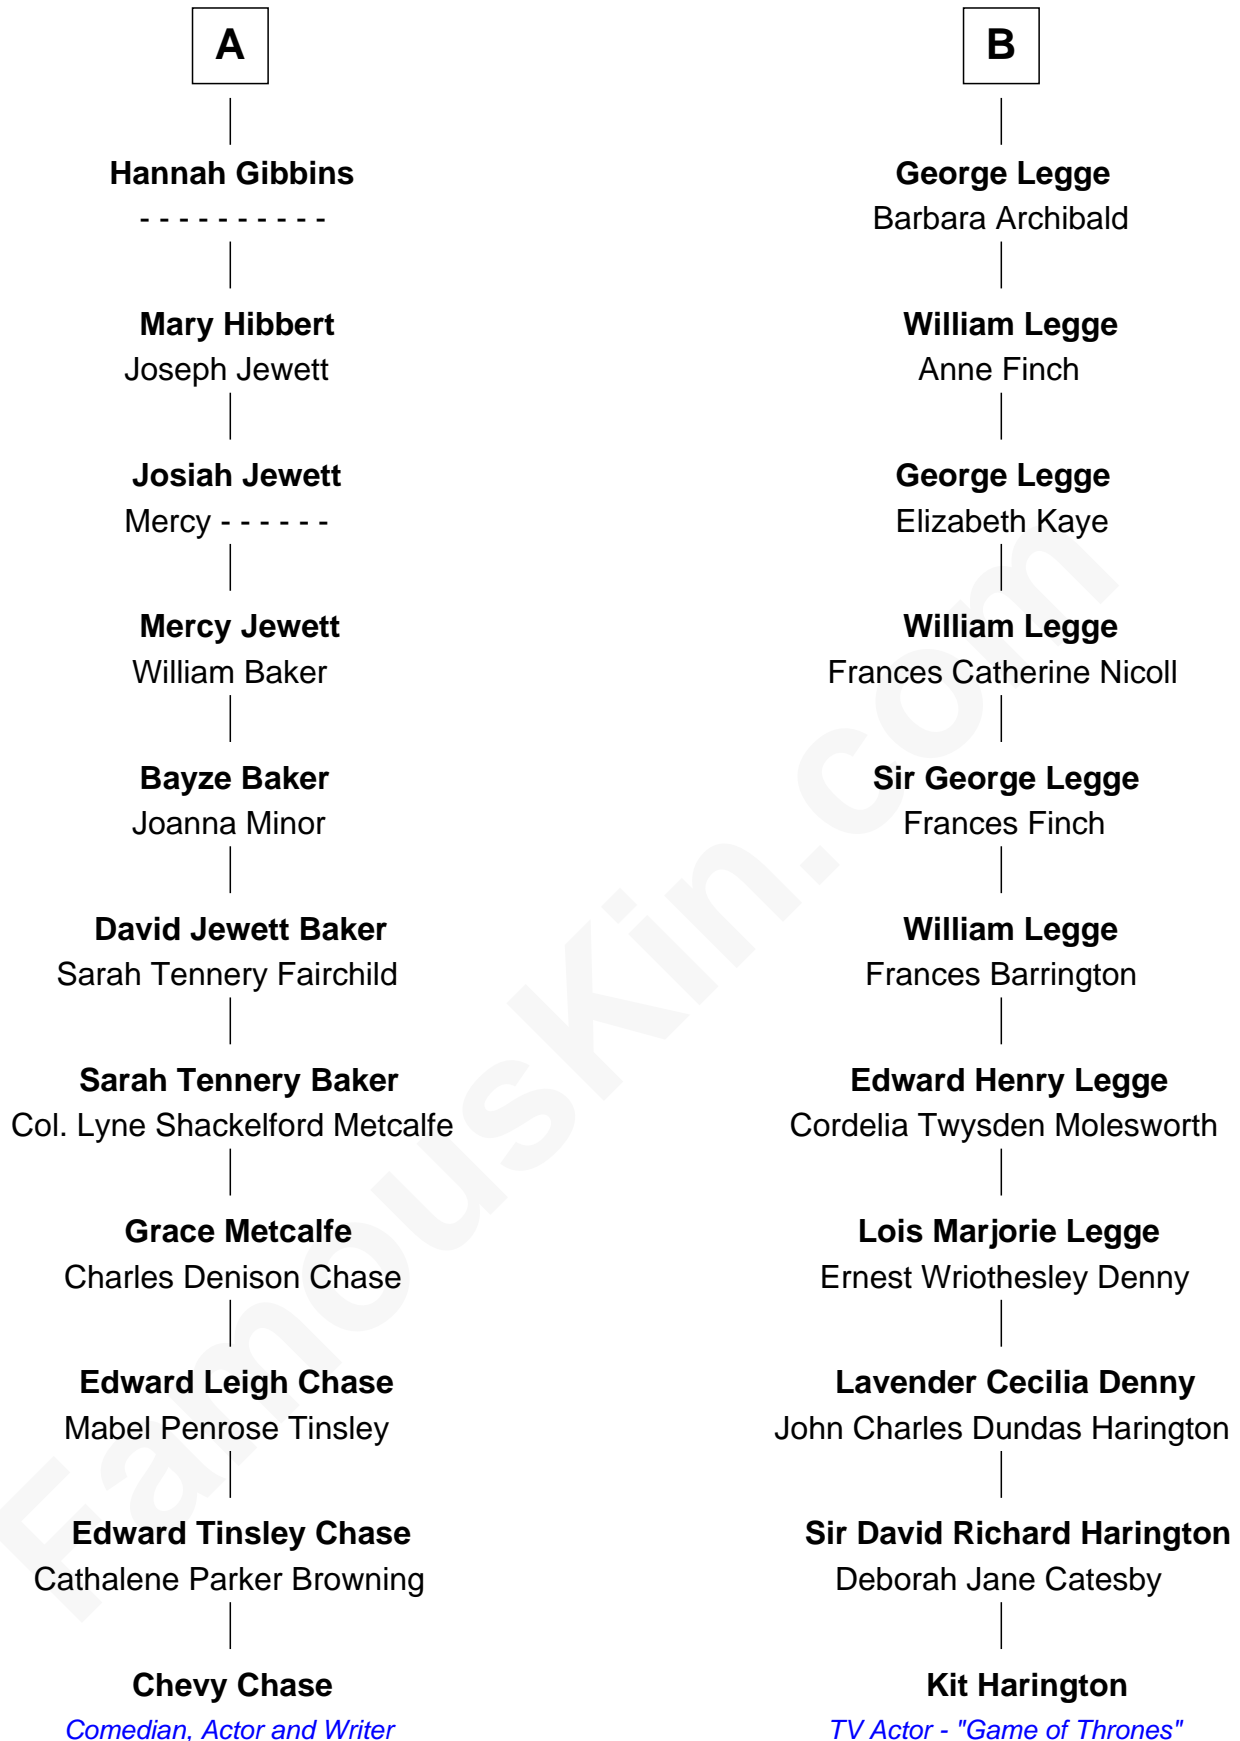 A
Hannah Gibbins
- - - - - - - - - -
Mary Hibbert
Joseph Jewett
Josiah Jewett
Mercy - - - - - -
Mercy Jewett
William Baker
Bayze Baker
Joanna Minor
David Jewett Baker
Sarah Tennery Fairchild
Sarah Tennery Baker
Col. Lyne Shackelford Metcalfe
Grace Metcalfe
Charles Denison Chase
Edward Leigh Chase
Mabel Penrose Tinsley
Edward Tinsley Chase
Cathalene Parker Browning
Chevy Chase
Comedian, Actor and Writer
B
George Legge
Barbara Archibald
William Legge
Anne Finch
George Legge
Elizabeth Kaye
William Legge
Frances Catherine Nicoll
Sir George Legge
Frances Finch
William Legge
Frances Barrington
Edward Henry Legge
Cordelia Twysden Molesworth
Lois Marjorie Legge
Ernest Wriothesley Denny
Lavender Cecilia Denny
John Charles Dundas Harington
Sir David Richard Harington
Deborah Jane Catesby
Kit Harington
TV Actor - "Game of Thrones"
FamousKin.com